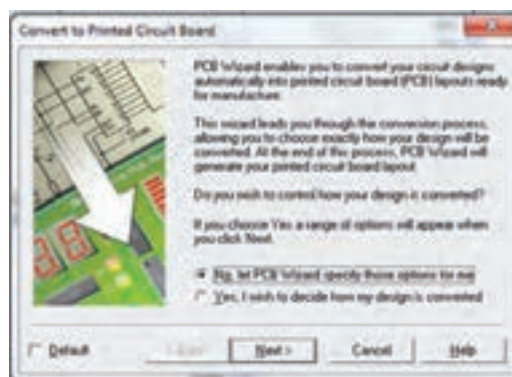 Convert to Printed Circuit Board
PCB Wizard enables you to convert your circuit designs
automatically into printed circuit board (PCB) layouts ready
for manufacture.
This wizard leads you through the conversion process,
allowing you to choose exactly how your design will be
converted. At the end of this process, PCB Wizard will
generate your printed circuit board layout.
Do you wish to control how your design is converted?
If you choose Yes a range of options will appear when
you click Next.
No, let PCB Wizard specify those options for me
Yes, I wish to decide how my design is converted
Default
Next >
Cancel
Help